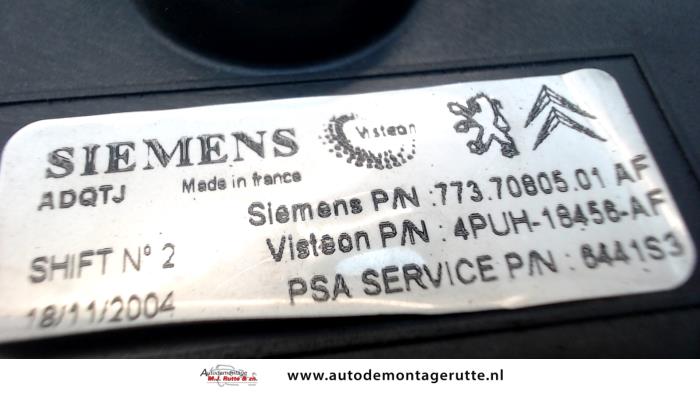 SIEMENS
Visteon
ADQTJ
Made in france
Siemens P/N :773.70805.01 AF
SHIFT N° 2
Visteon P/N : 4PUH-18456-AF
18/11/2004
PSA SERVICE P/N : 6441S3
Autodemontage
M.J. Rutte & zn.
www.autodemontagerutte.nl